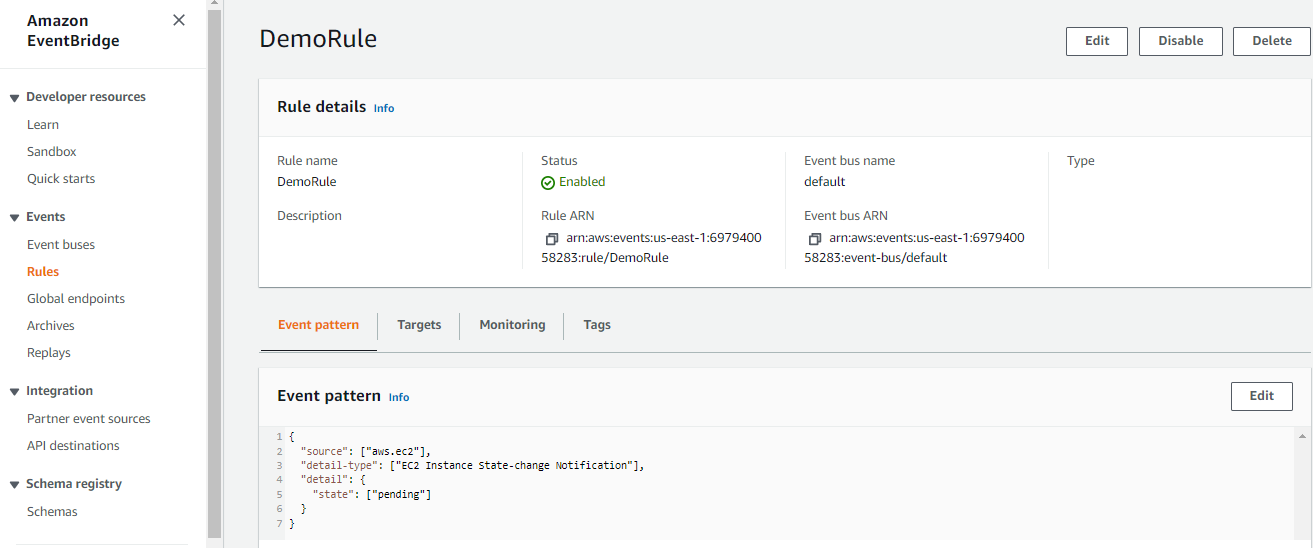 Amazon
EventBridge
Developer resources
Learn
Sandbox
Quick starts
Events
Event buses
Rules
Global endpoints
Archives
Replays
Integration
Partner event sources
API destinations
Schema registry
Schemas
DemoRule
Edit
Disable
Delete
Rule details Info
Rule name
DemoRule
Description
Status
Enabled
Rule ARN
arn:aws:events:us-east-1:6979400
58283:rule/DemoRule
Event bus name
default
Event bus ARN
arn:aws:events:us-east-1:6979400
58283:event-bus/default
Type
Event pattern
Targets
Monitoring
Tags
Event pattern Info
Edit
1 {
2 "source": ["aws.ec2"],
3 "detail-type": ["EC2 Instance State-change Notification"],
4 "detail": {
5 "state": ["pending"]
6 }
7 }